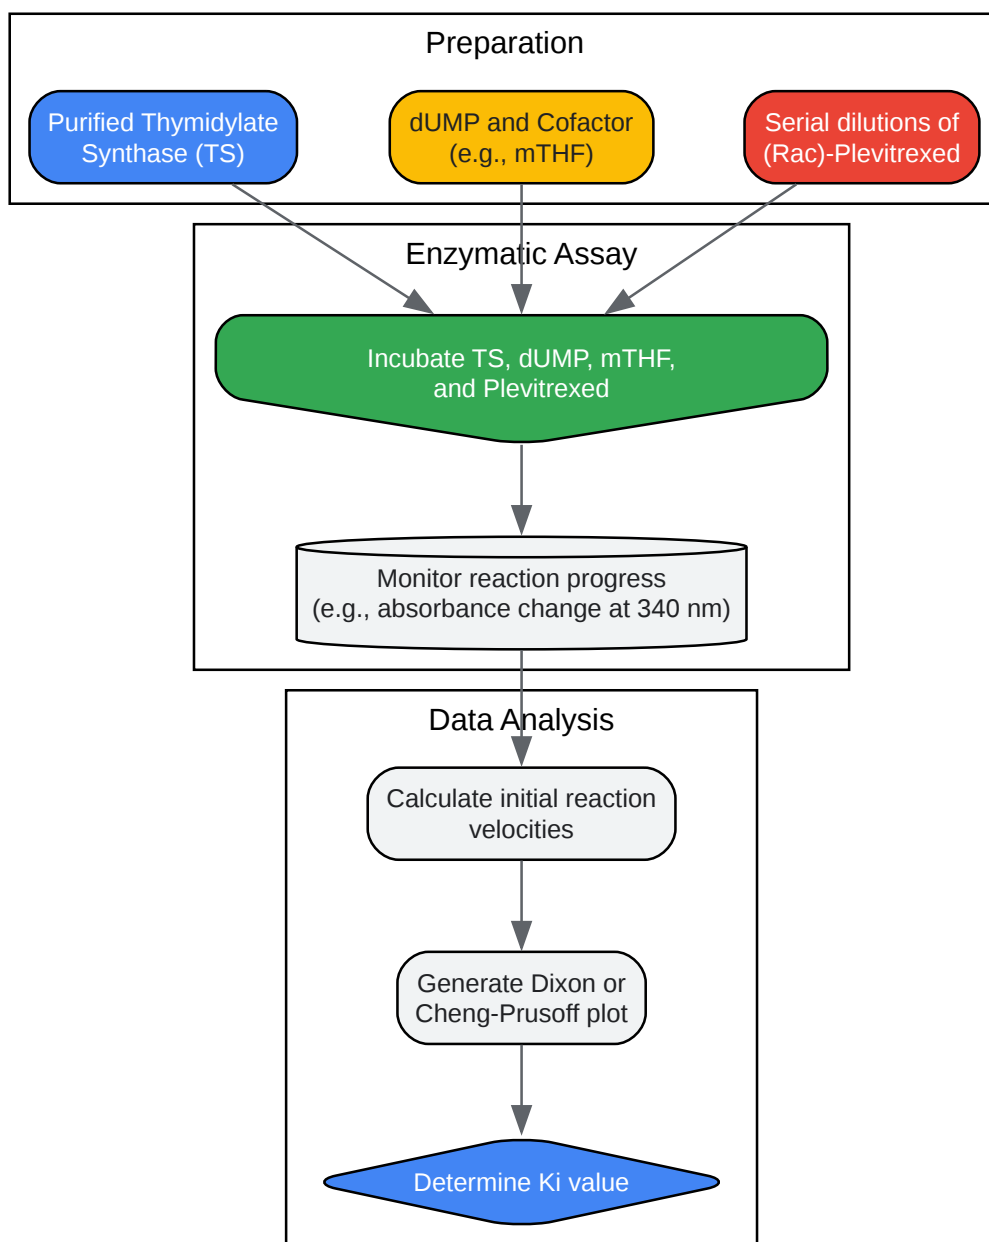 Preparation
Purified Thymidylate
Synthase (TS)
dUMP and Cofactor
(e.g., mTHF)
Serial dilutions of
(Rac)-Plevitrexed
Enzymatic Assay
Incubate TS, dUMP, mTHF,
and Plevitrexed
Monitor reaction progress
(e.g., absorbance change at 340 nm)
Data Analysis
Calculate initial reaction
velocities
Generate Dixon or
Cheng-Prusoff plot
Determine Ki value